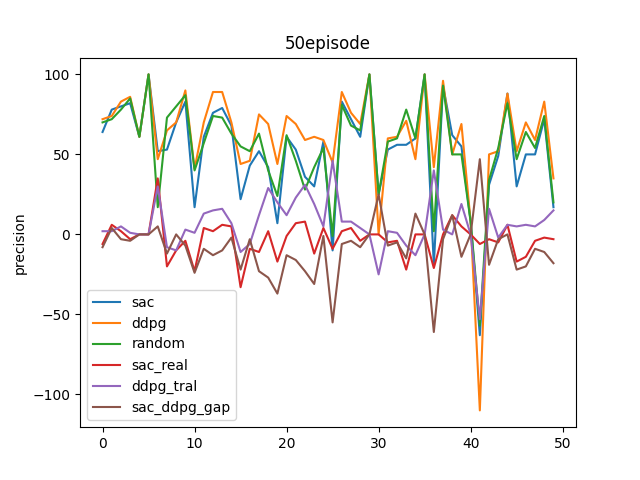 50episode
precision
100
50
0
−50
−100
sac
ddpg
random
sac_real
ddpg_tral
sac_ddpg_gap
0 10 20 30 40 50